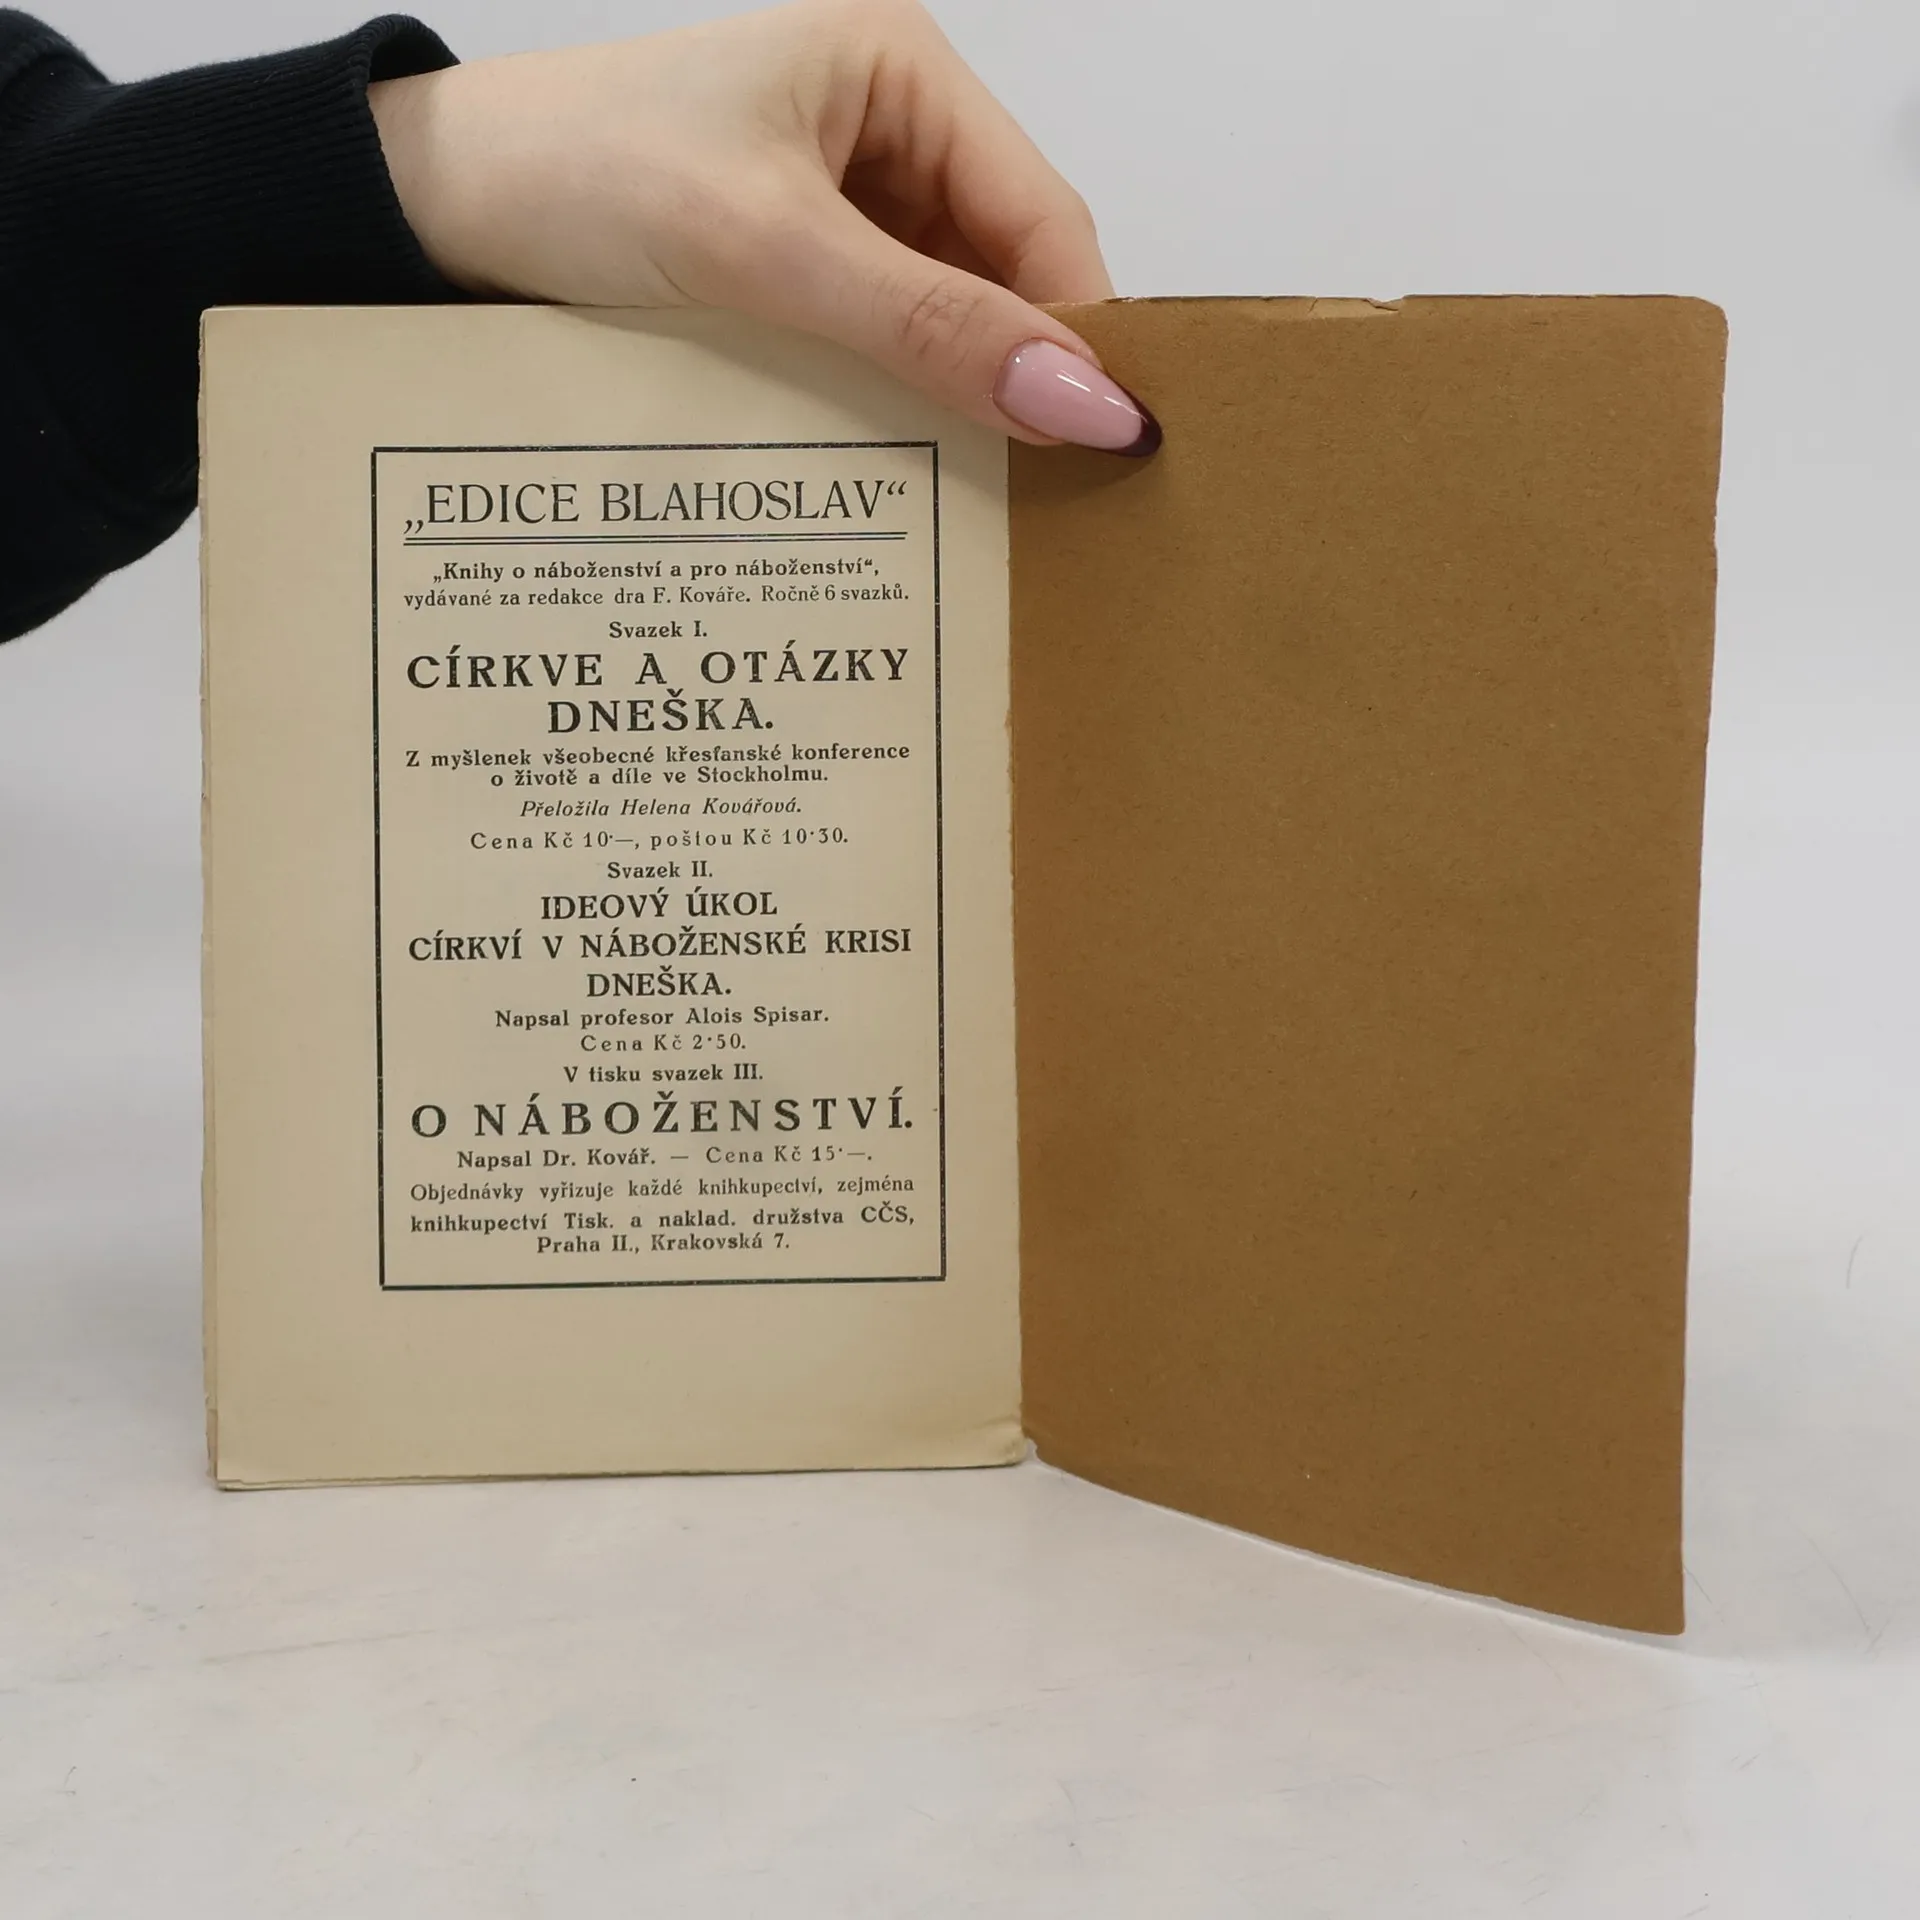 „EDICE BLAHOSLAV“
„Knihy o náboženství a pro náboženství“,
vydávané za redakce dra F. Kováře. Ročně 6 svazků.
Svazek I.
CÍRKVE A OTÁZKY
DNEŠKA.
Z myšlenek všeobecné křesťanské konference
o životě a díle ve Stockholmu.
Přeložila Helena Kovářová.
Cena Kč 10·—, poštou Kč 10·30.
Svazek II.
IDEOVÝ ÚKOL
CÍRKVÍ V NÁBOŽENSKÉ KRISI
DNEŠKA.
Napsal profesor Alois Spisar.
Cena Kč 2·50.
V tisku svazek III.
O NÁBOŽENSTVÍ.
Napsal Dr. Kovář. — Cena Kč 15·—.
Objednávky vyřizuje každé knihkupectví, zejména
knihkupectví Tisk. a naklad. družstva CČS,
Praha II., Krakovská 7.